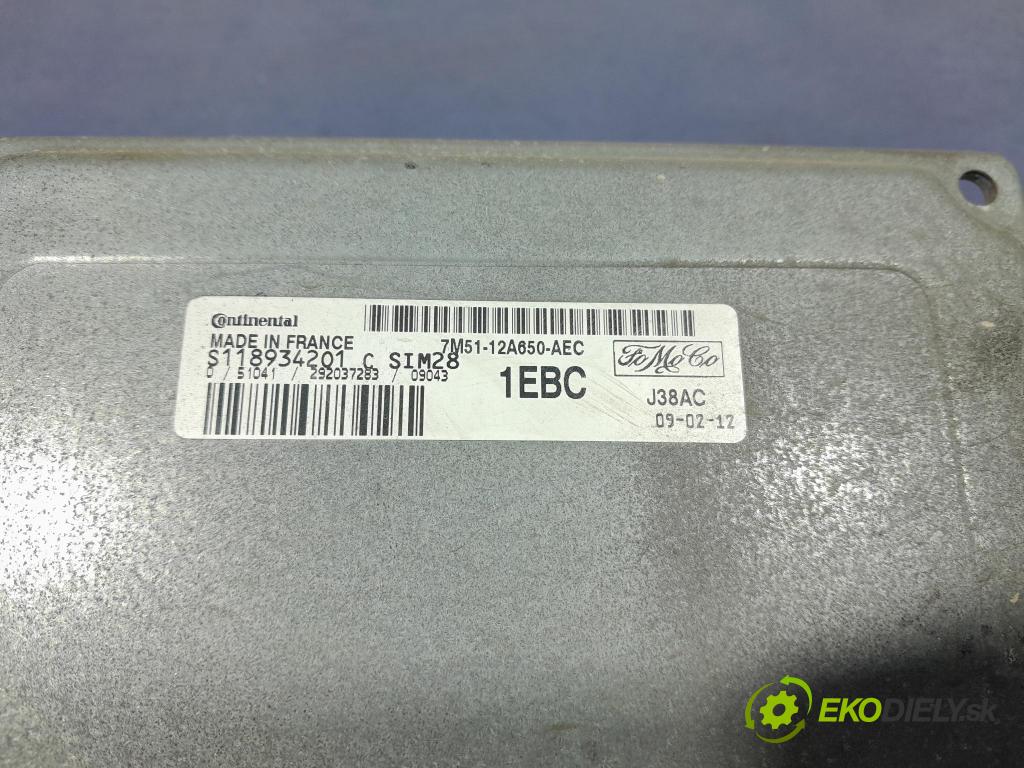 Continental
MADE IN FRANCE
7M51-12A650-AEC
S118934201 C SIM28
0 / 51041 / 292037283 / 09043
1EBC
FoMoCo
J38AC
09-02-12
EKODIELY.sk